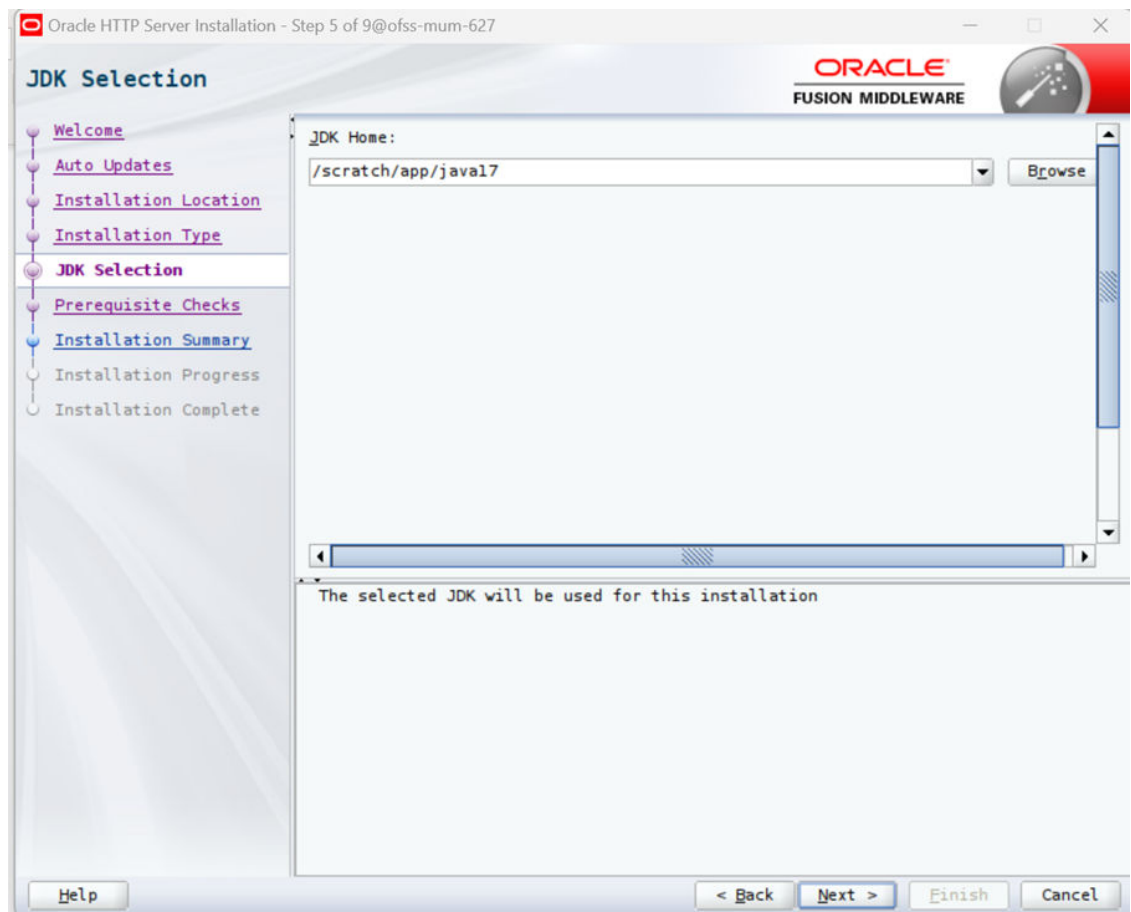 Oracle HTTP Server Installation - Step 5 of 9@ofss-mum-627
JDK Selection
ORACLE
FUSION MIDDLEWARE
Welcome
Auto Updates
Installation Location
Installation Type
JDK Selection
Prerequisite Checks
Installation Summary
Installation Progress
Installation Complete
JDK Home:
/scratch/app/java17
Browse
The selected JDK will be used for this installation
Help
< Back
Next >
Finish
Cancel